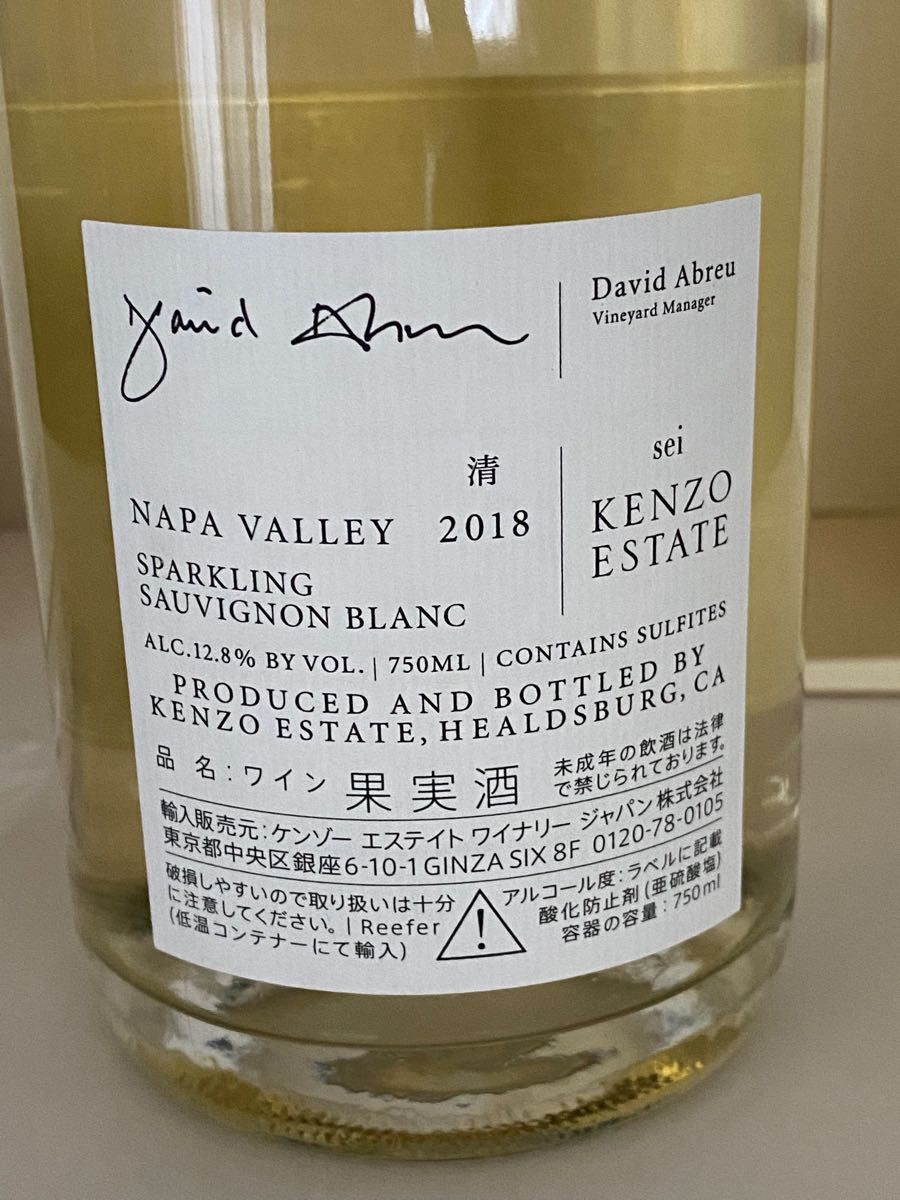 David Abreu
David Abreu
Vineyard Manager
清
sei
NAPA VALLEY 2018
KENZO
ESTATE
SPARKLING
SAUVIGNON BLANC
ALC.12.8% BY VOL. | 750ML | CONTAINS SULFITES
PRODUCED AND BOTTLED BY
KENZO ESTATE, HEALDSBURG, CA
品 名:ワイン 果実酒
未成年の飲酒は法律
で禁じられております。
輸入販売元:ケンゾー エステイト ワイナリー ジャパン株式会社
東京都中央区銀座6-10-1 GINZA SIX 8F 0120-78-0105
破損しやすいので取り扱いは十分
に注意してください。| Reefer
(低温コンテナーにて輸入)
アルコール度:ラベルに記載
酸化防止剤(亜硫酸塩)
容器の容量:750ml